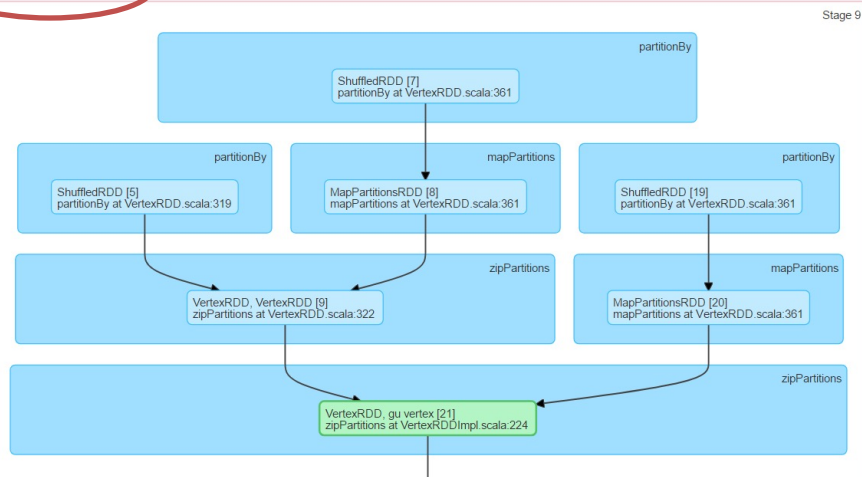 Stage 9
partitionBy
ShuffledRDD [7]
partitionBy at VertexRDD.scala:361
partitionBy
ShuffledRDD [5]
partitionBy at VertexRDD.scala:319
mapPartitions
MapPartitionsRDD [8]
mapPartitions at VertexRDD.scala:361
partitionBy
ShuffledRDD [19]
partitionBy at VertexRDD.scala:361
zipPartitions
VertexRDD, VertexRDD [9]
zipPartitions at VertexRDD.scala:322
mapPartitions
MapPartitionsRDD [20]
mapPartitions at VertexRDD.scala:361
zipPartitions
VertexRDD, gu vertex [21]
zipPartitions at VertexRDDImpl.scala:224